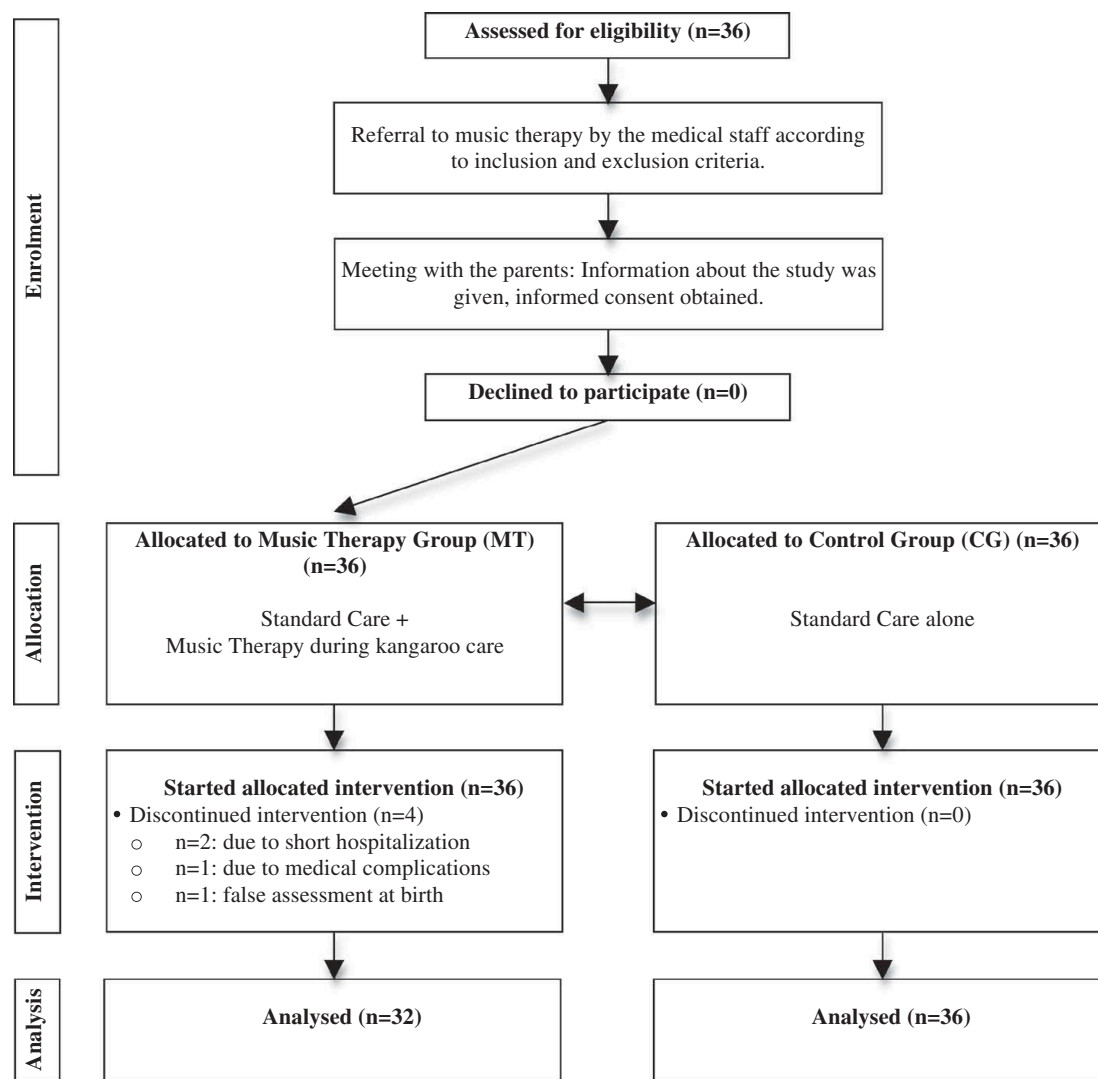 Enrolment
Assessed for eligibility (n=36)
Referral to music therapy by the medical staff according
to inclusion and exclusion criteria.
Meeting with the parents: Information about the study was
given, informed consent obtained.
Declined to participate (n=0)
Allocation
Allocated to Music Therapy Group (MT)
(n=36)
Standard Care +
Music Therapy during kangaroo care
Allocated to Control Group (CG) (n=36)
Standard Care alone
Intervention
Started allocated intervention (n=36)
• Discontinued intervention (n=4)
○ n=2: due to short hospitalization
○ n=1: due to medical complications
○ n=1: false assessment at birth
Started allocated intervention (n=36)
• Discontinued intervention (n=0)
Analysis
Analysed (n=32)
Analysed (n=36)